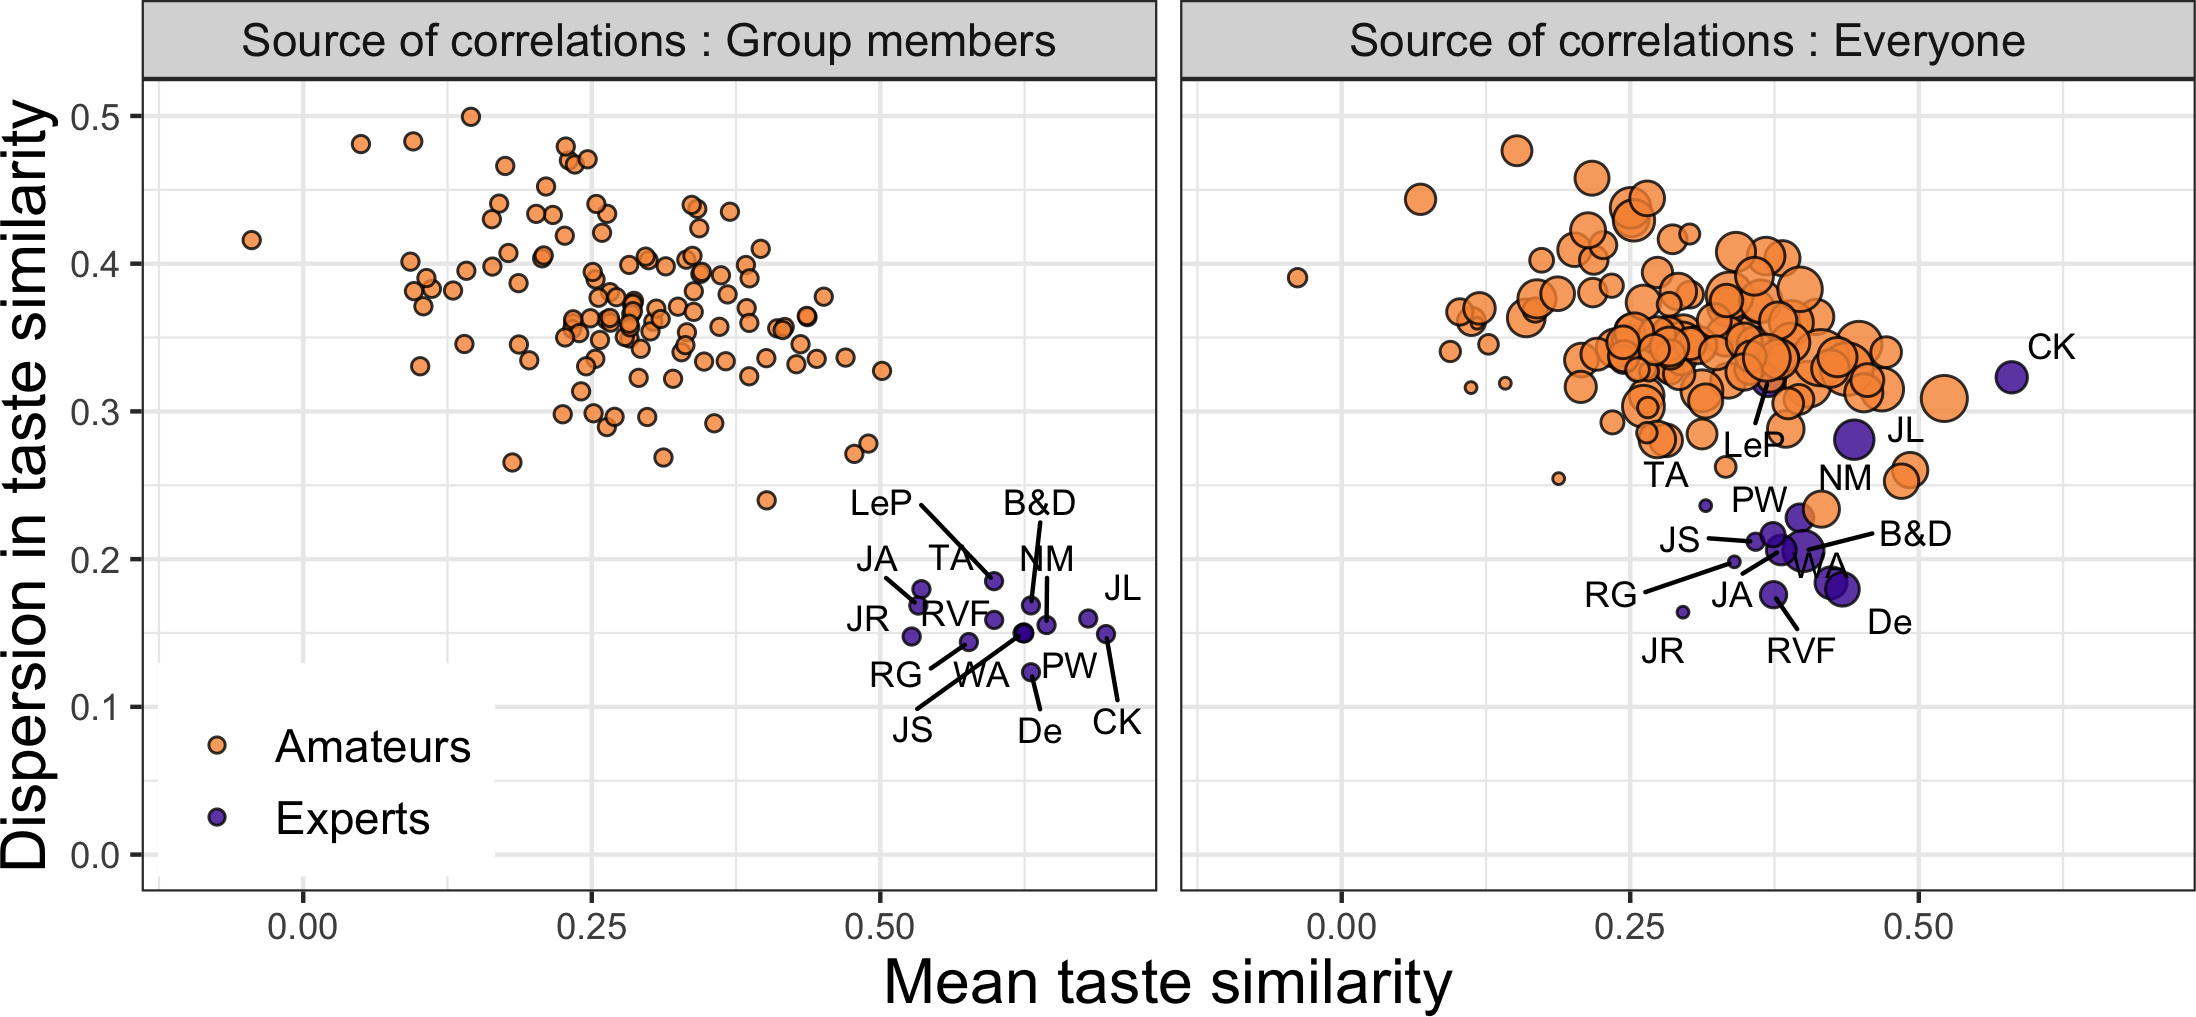 Source of correlations : Group members
Source of correlations : Everyone
Dispersion in taste similarity
0.5
0.4
0.3
0.2
0.1
0.0
LeP
B&D
JA
TA
NM
JL
JR
RVF
RG
WA
PW
JS
De
CK
Amateurs
Experts
CK
LeP
JL
TA
NM
PW
JS
B&D
WA
RG
JA
De
JR
RVF
0.00
0.25
0.50
0.00
0.25
0.50
Mean taste similarity